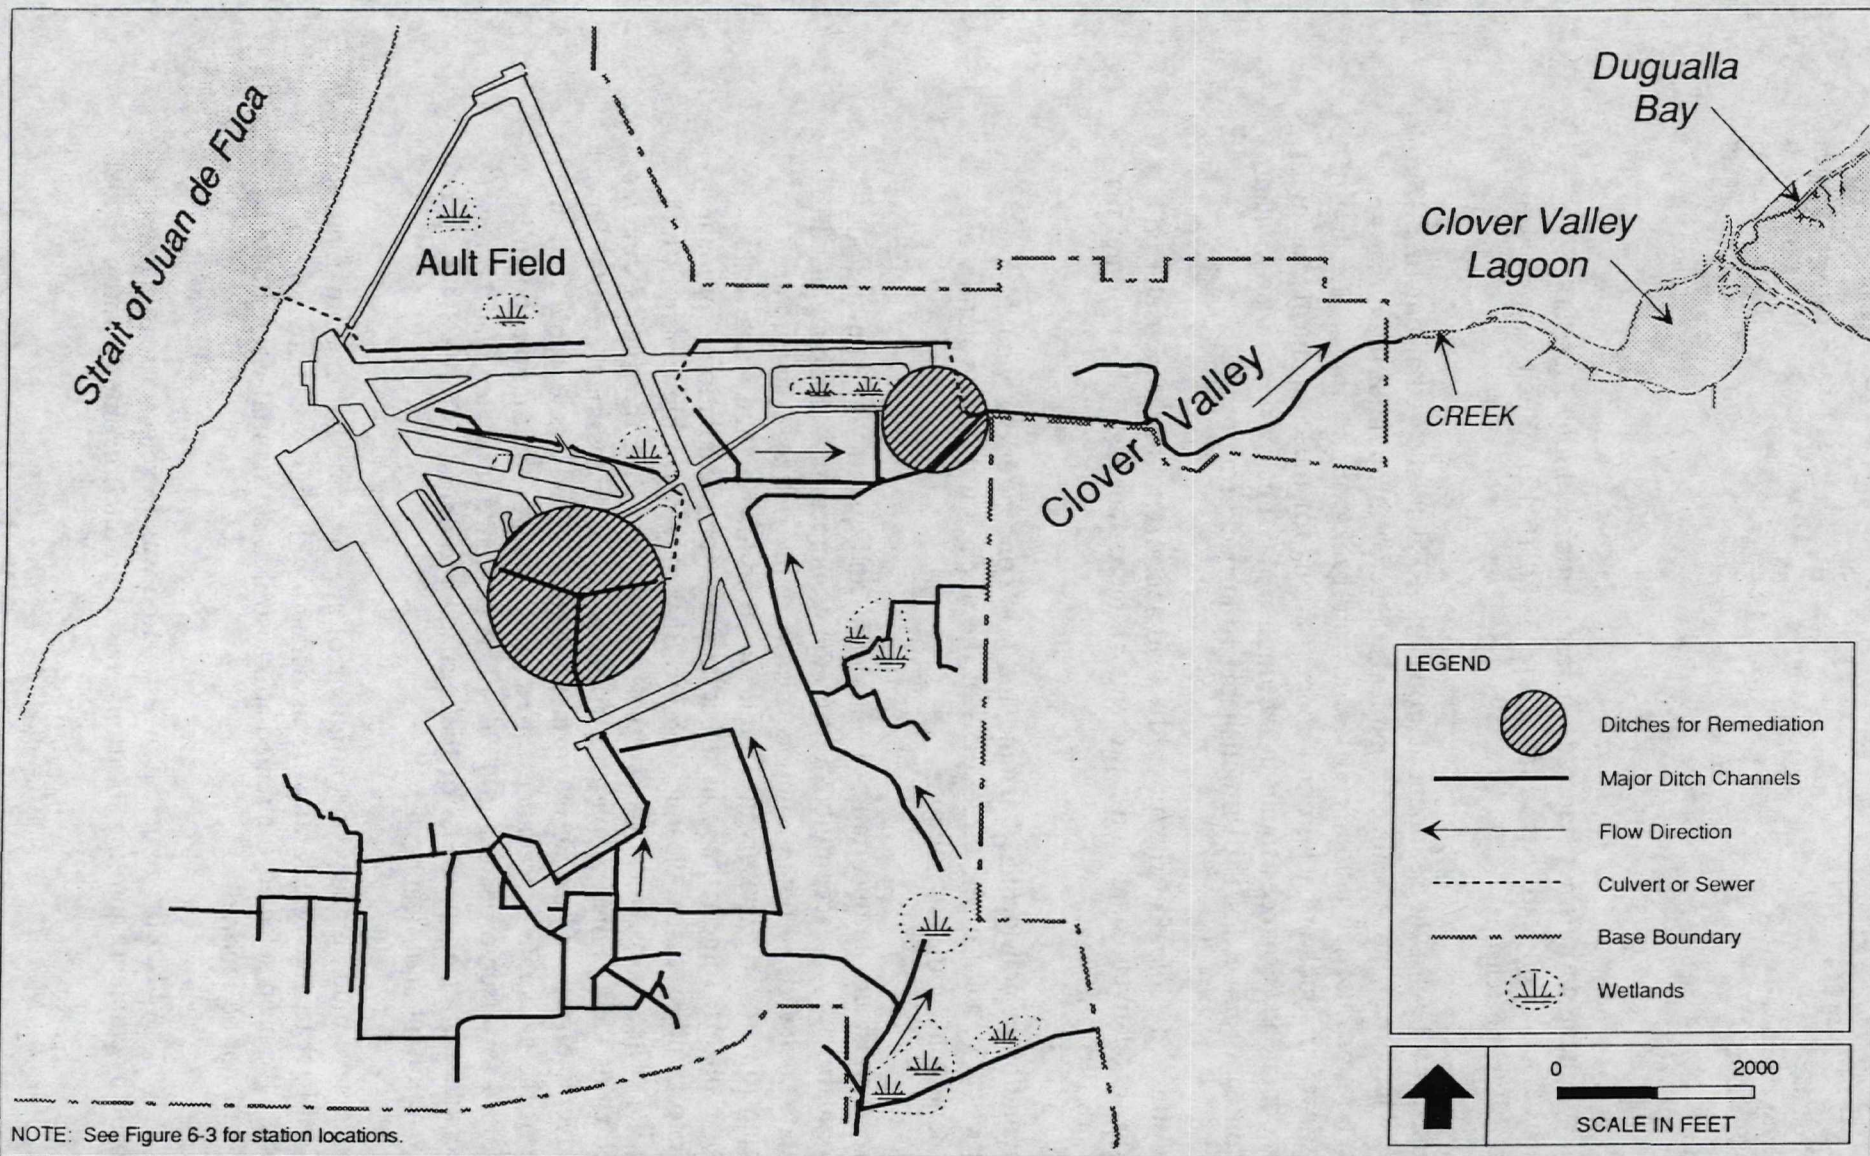 Strait of Juan de Fuca
Ault Field
Dugualla
Bay
Clover Valley
Lagoon
CREEK
Clover Valley
LEGEND
Ditches for Remediation
Major Ditch Channels
Flow Direction
Culvert or Sewer
Base Boundary
Wetlands
0 2000
SCALE IN FEET
NOTE: See Figure 6-3 for station locations.